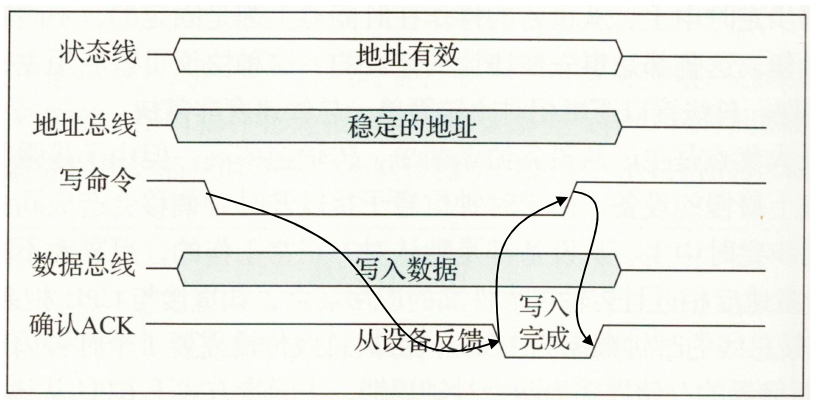 状态线
地址有效
地址总线
稳定的地址
写命令
数据总线
写入数据
写入
完成
确认ACK
从设备反馈